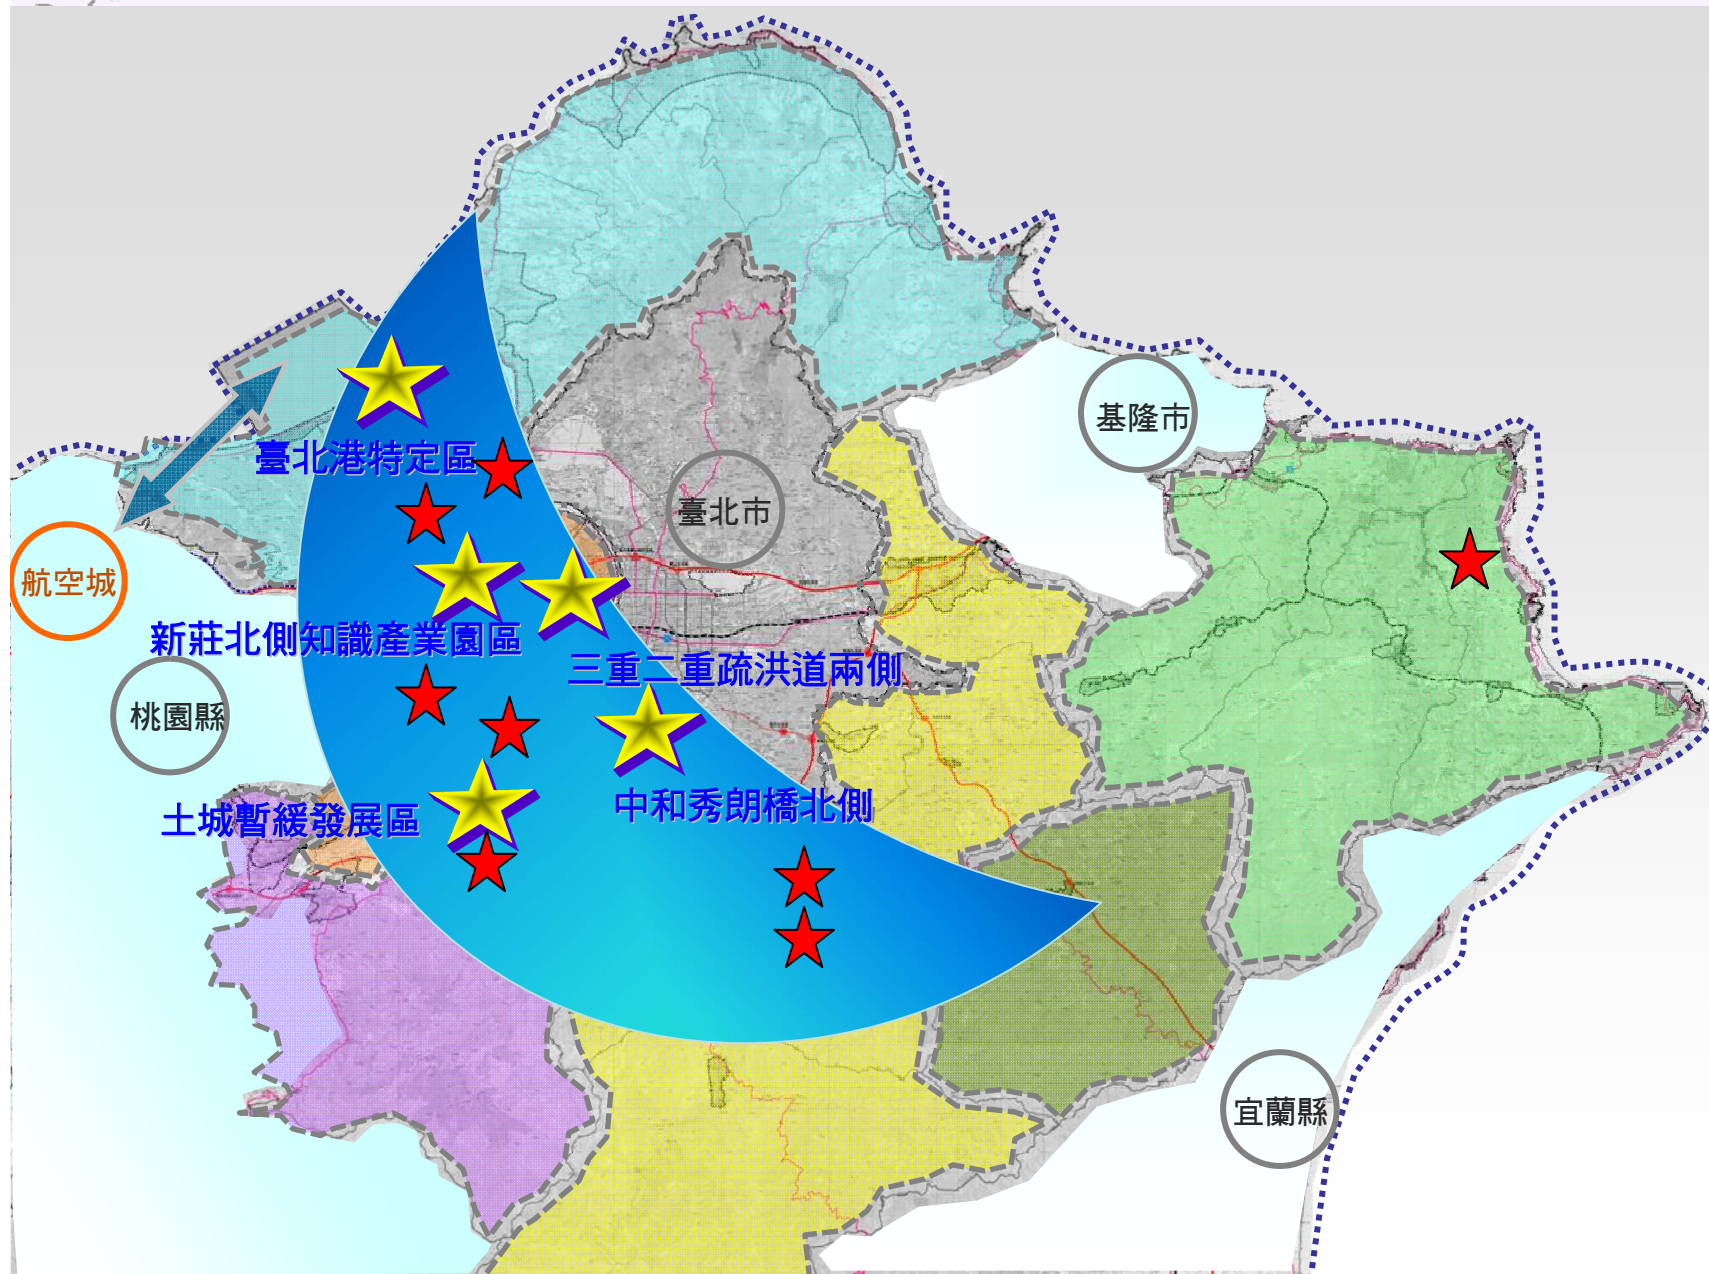 基隆市
臺北港特定區
臺北市
航空城
新莊北側知識產業園區
三重二重疏洪道兩側
桃園縣
中和秀朗橋北側
土城暫緩發展區
宜蘭縣